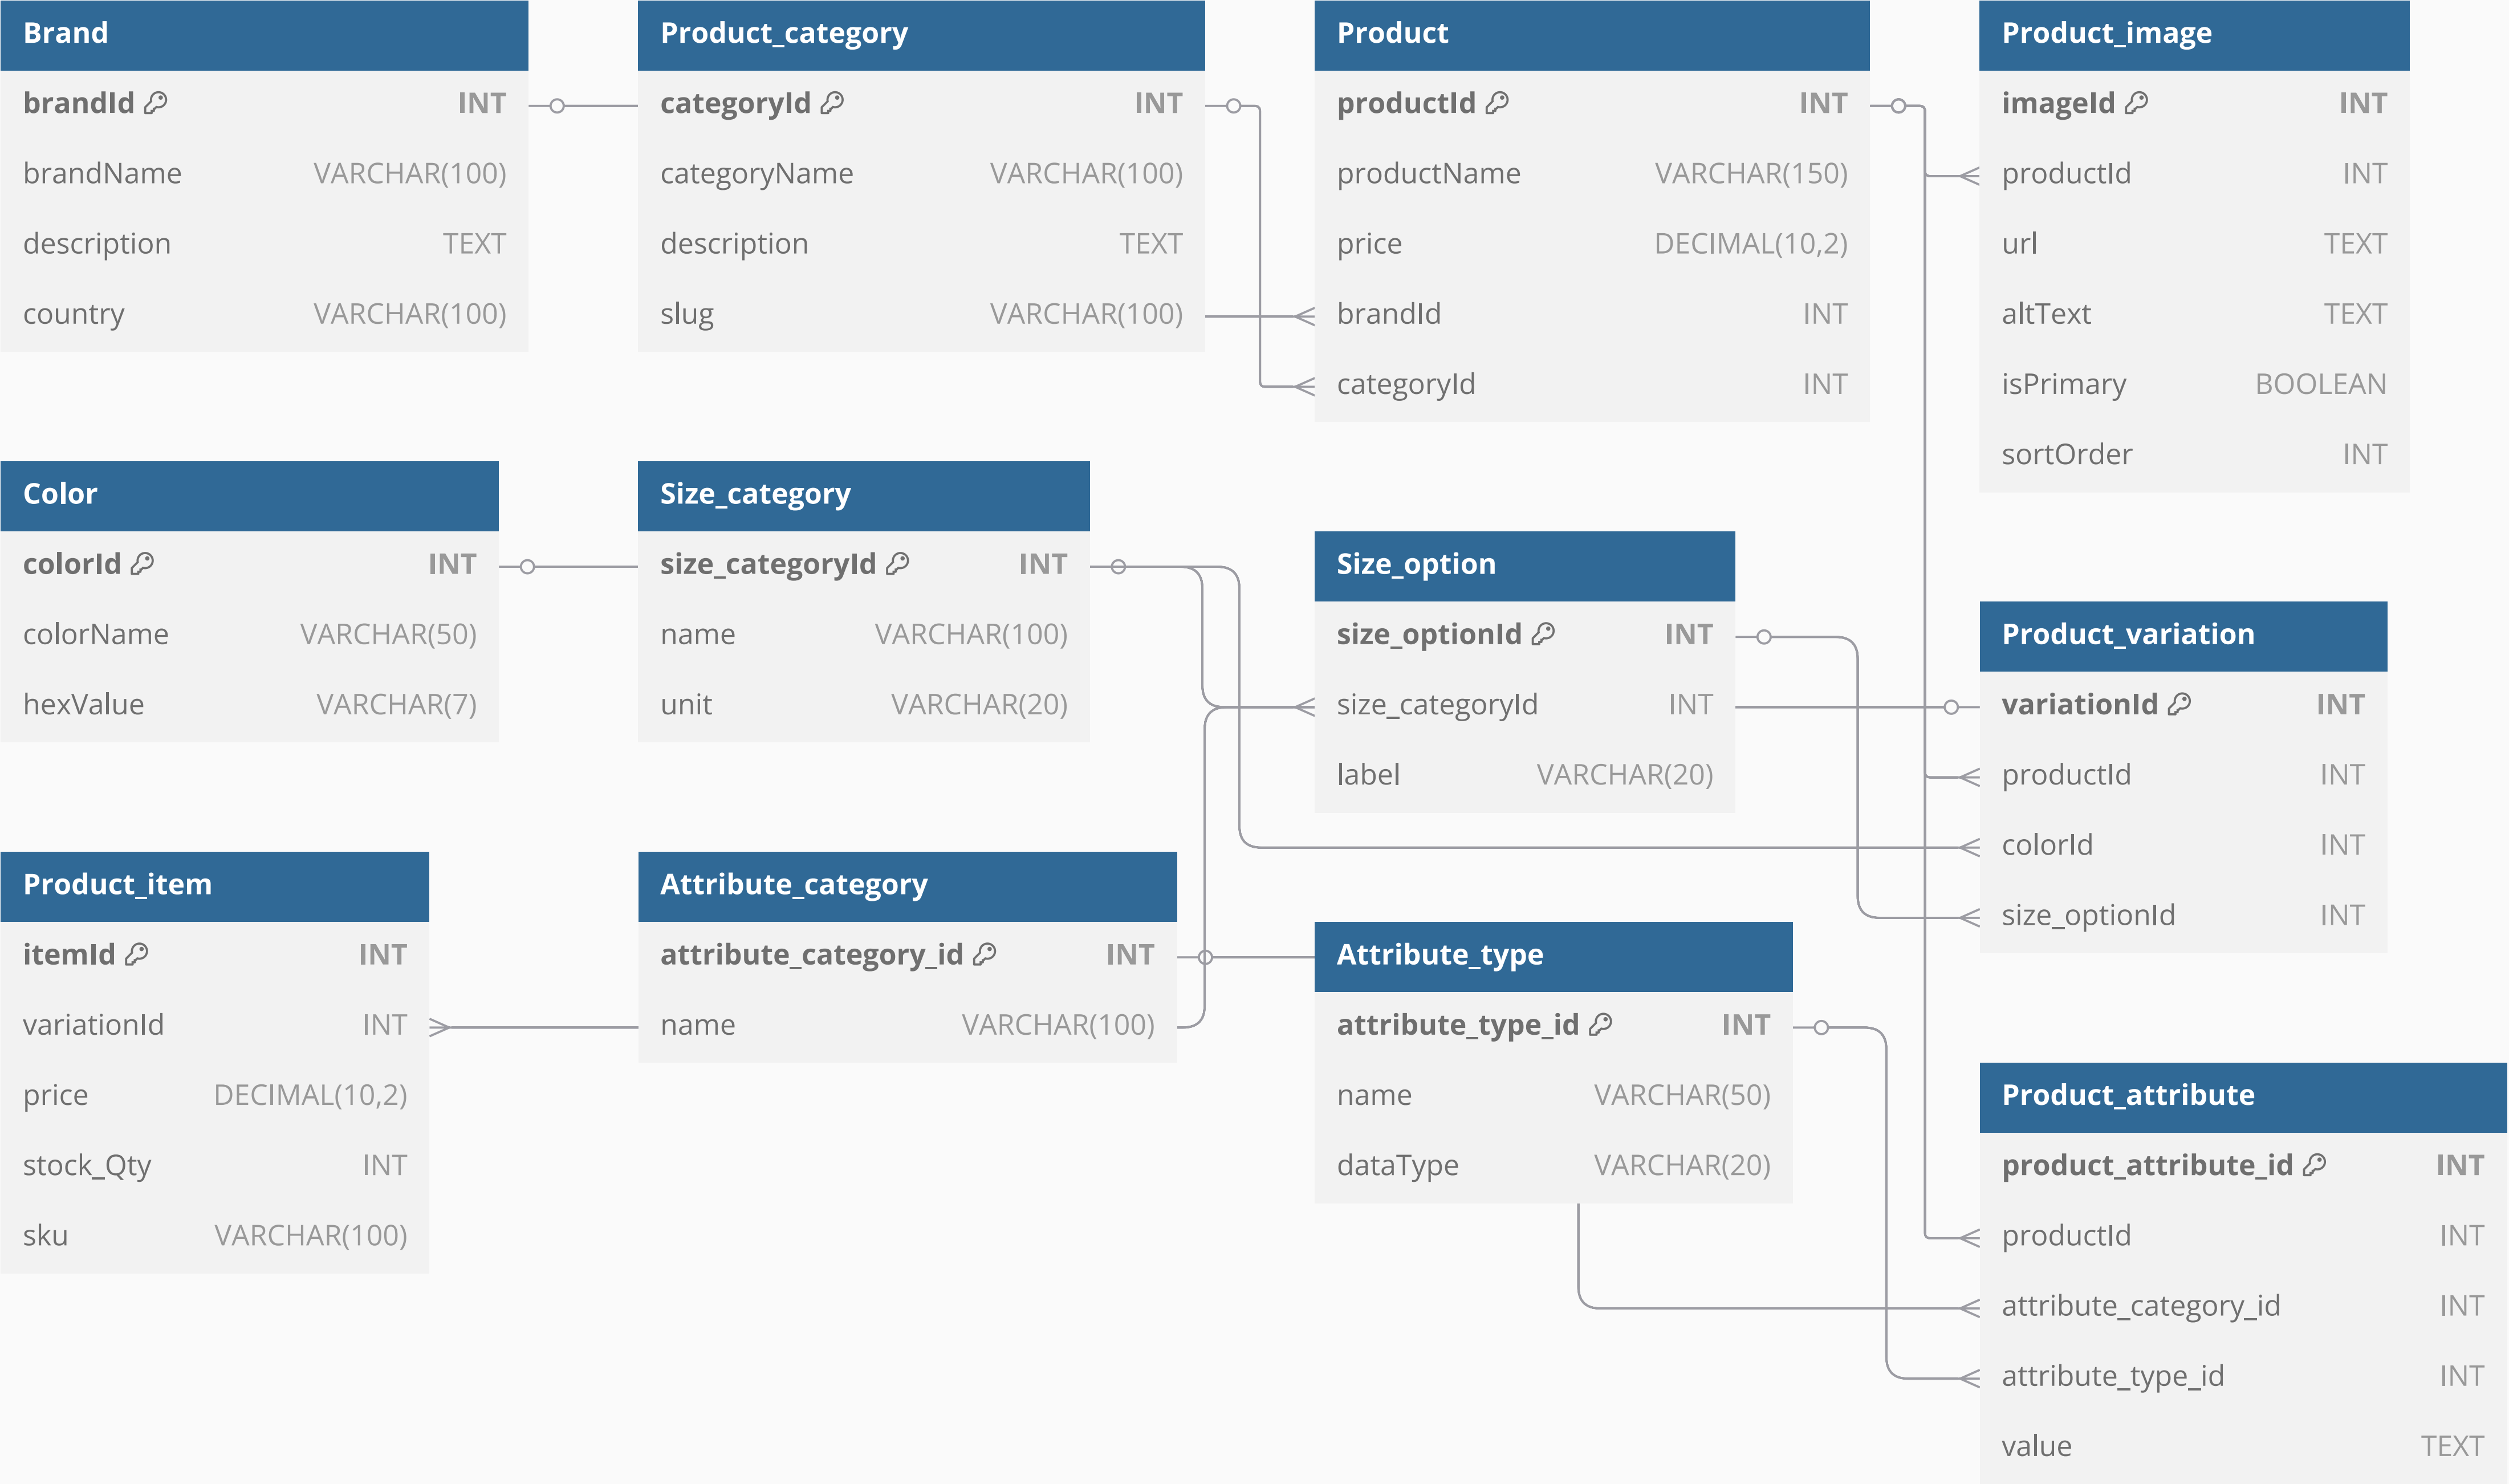 Brand
brandId INT
brandName VARCHAR(100)
description TEXT
country VARCHAR(100)
Product_category
categoryId INT
categoryName VARCHAR(100)
description TEXT
slug VARCHAR(100)
Product
productId INT
productName VARCHAR(150)
price DECIMAL(10,2)
brandId INT
categoryId INT
Product_image
imageId INT
productId INT
url TEXT
altText TEXT
isPrimary BOOLEAN
sortOrder INT
Color
colorId INT
colorName VARCHAR(50)
hexValue VARCHAR(7)
Size_category
size_categoryId INT
name VARCHAR(100)
unit VARCHAR(20)
Size_option
size_optionId INT
size_categoryId INT
label VARCHAR(20)
Product_variation
variationId INT
productId INT
colorId INT
size_optionId INT
Product_item
itemId INT
variationId INT
price DECIMAL(10,2)
stock_Qty INT
sku VARCHAR(100)
Attribute_category
attribute_category_id INT
name VARCHAR(100)
Attribute_type
attribute_type_id INT
name VARCHAR(50)
dataType VARCHAR(20)
Product_attribute
product_attribute_id INT
productId INT
attribute_category_id INT
attribute_type_id INT
value TEXT